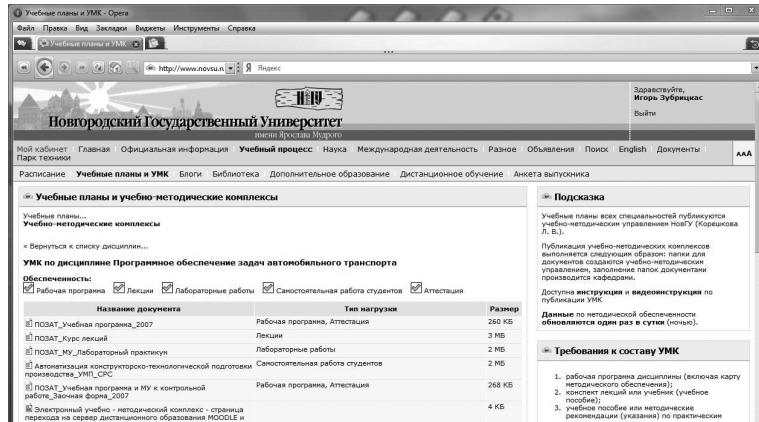 Учебные планы и УМК - Opera
Файл Правка Вид Закладки Виджеты Инструменты Справка
Учебные планы и УМК
http://www.novsu.ru Яндекс
НовГУ
Новгородский Государственный Университет
имени Ярослава Мудрого
Здравствуйте,
Игорь Зубрицкас
Выйти
Мой кабинет Главная Официальная информация Учебный процесс Наука Международная деятельность Разное Объявления Поиск English Документы
Парк техники
AAA
Расписание Учебные планы и УМК Блоги Библиотека Дополнительное образование Дистанционное обучение Анкета выпускника
Учебные планы и учебно-методические комплексы
Учебные планы...
Учебно-методические комплексы
« Вернуться к списку дисциплин...
УМК по дисциплине Программное обеспечение задач автомобильного транспорта
Обеспеченность:
Рабочая программа Лекции Лабораторные работы Самостоятельная работа студентов Аттестация
Название документа Тип нагрузки Размер
ПОЗАТ_Учебная программа_2007 Рабочая программа, Аттестация 260 КБ
ПОЗАТ_Курс лекций Лекции 3 МБ
ПОЗАТ_МУ_Лабораторный практикум Лабораторные работы 2 МБ
Автоматизация конструкторско-технологической подготовки Самостоятельная работа студентов 2 МБ
производства_УМП_СРС
ПОЗАТ_Учебная программа и МУ к контрольной Рабочая программа, Аттестация 268 КБ
работе_Заочная форма_2007
Электронный учебно - методический комплекс - страница 4 КБ
перехода на сервер дистанционного образования MOODLE и
Подсказка
Учебные планы всех специальностей публикуются
учебно-методическим управлением НовГУ (Корешкова
Л. В.).
Публикация учебно-методических комплексов
выполняется следующим образом: папки для
документов создаются учебно-методическим
управлением, заполнение папок документами
производится кафедрами.
Доступна инструкция и видеоинструкция по
публикации УМК
Данные по методической обеспеченности
обновляются один раз в сутки (ночью).
Требования к составу УМК
1. рабочая программа дисциплины (включая карту
методического обеспечения);
2. конспект лекций или учебник (учебное
пособие);
3. учебное пособие или методические
рекомендации (указания) по практическим